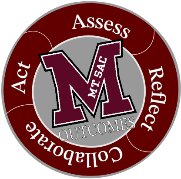 Assess
Reflect
Collaborate
Act
M
MT. SAC
OUTCOMES